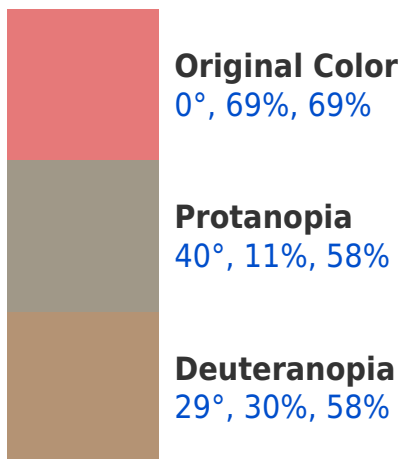 Original Color
0°, 69%, 69%
Protanopia
40°, 11%, 58%
Deuteranopia
29°, 30%, 58%